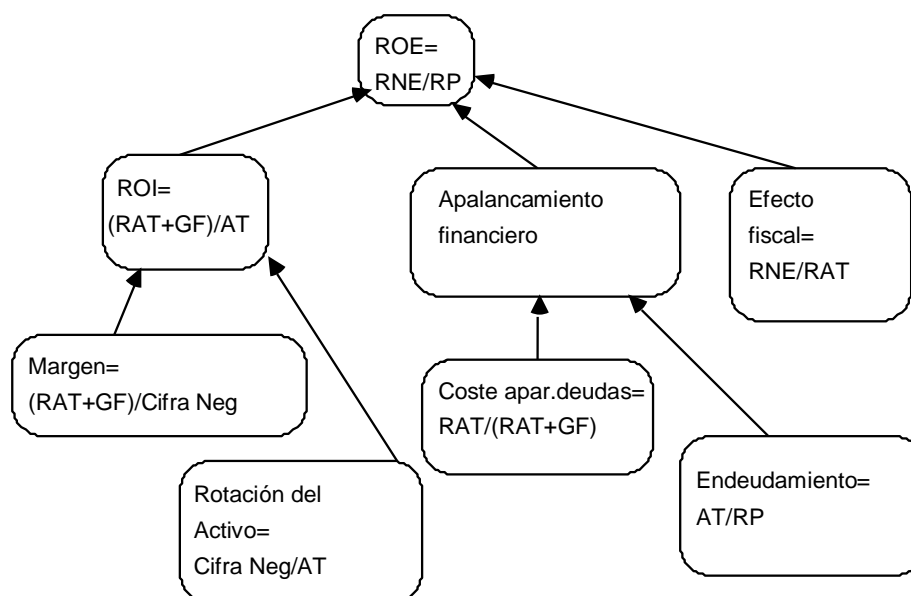 ROE=
RNE/RP
ROI=
(RAT+GF)/AT
Apalancamiento
financiero
Efecto
fiscal=
RNE/RAT
Margen=
(RAT+GF)/Cifra Neg
Coste apar.deudas=
RAT/(RAT+GF)
Rotación del
Activo=
Cifra Neg/AT
Endeudamiento=
AT/RP